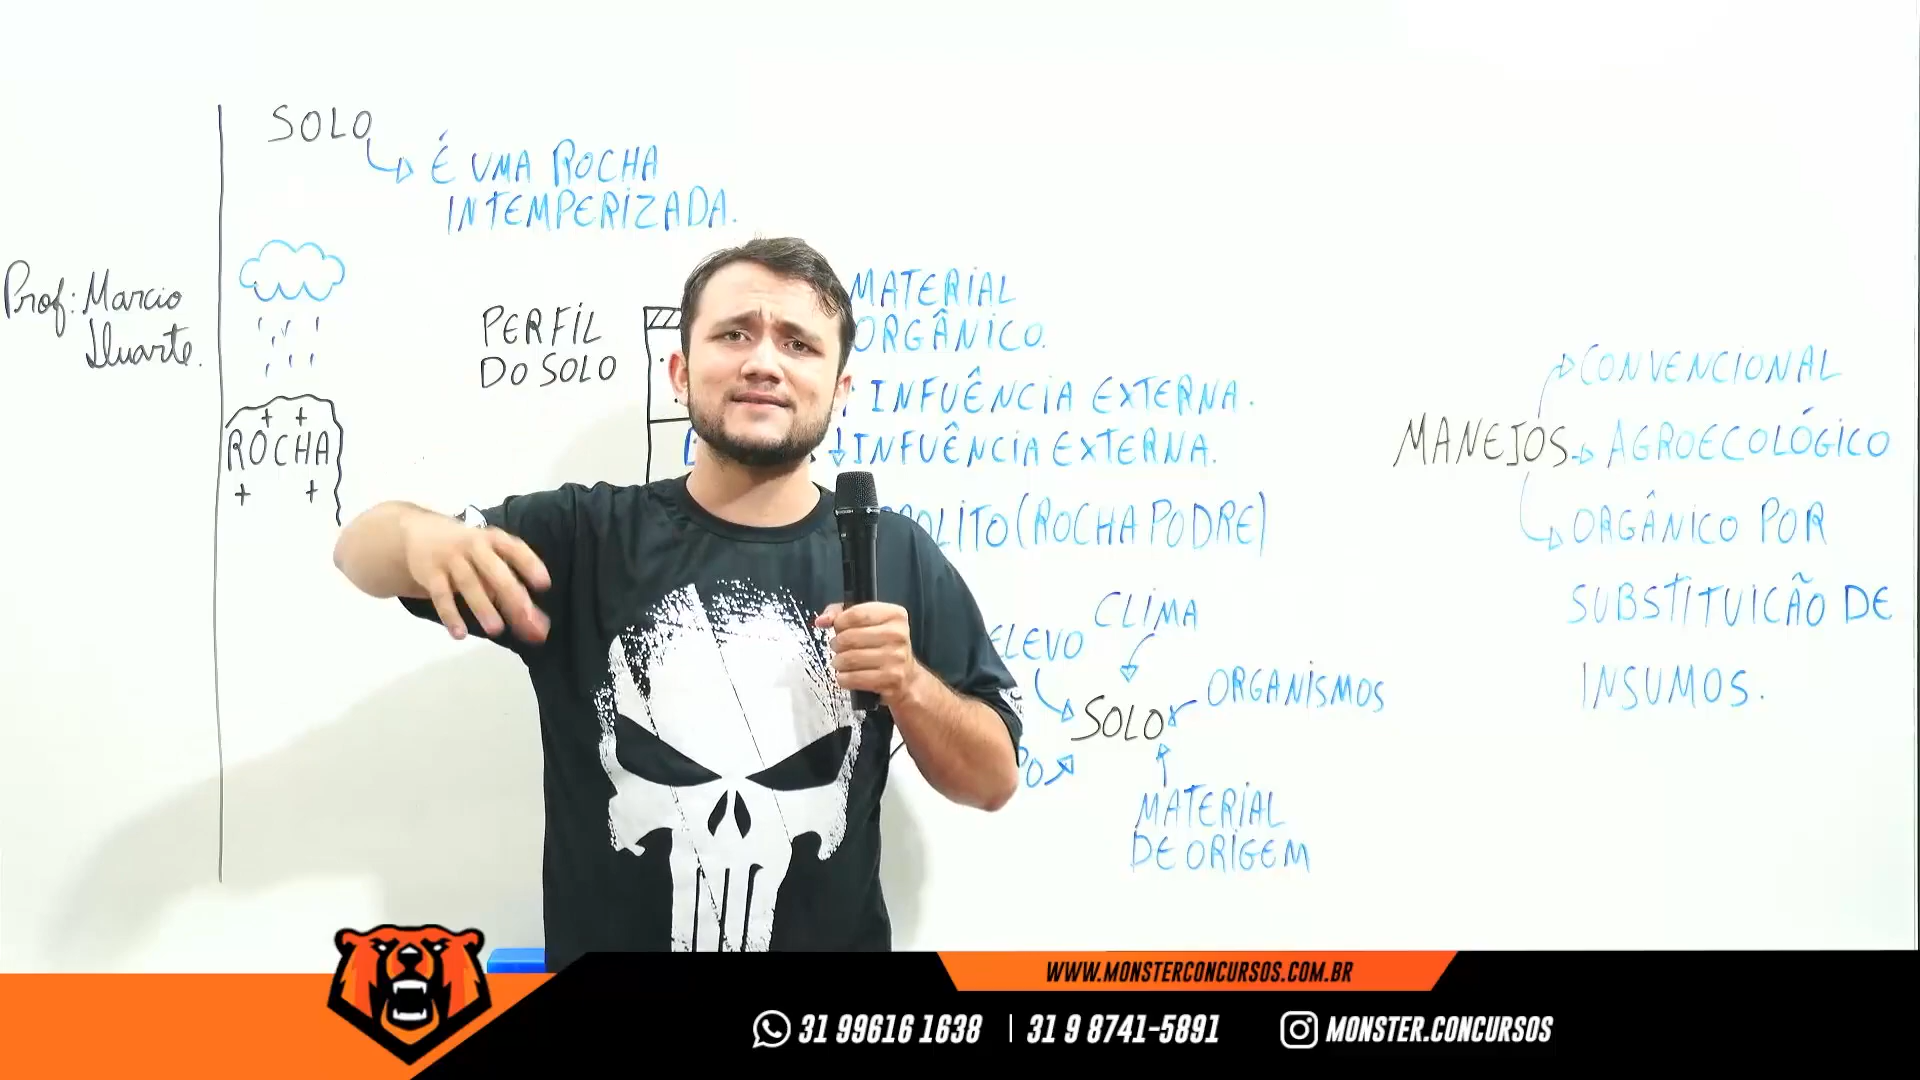 SOLO
É UMA ROCHA
INTEMPERIZADA.
Prof: Marcio
Duarte.
ROCHA
PERFIL
DO SOLO
MATERIAL
ORGÂNICO.
INFUÊNCIA EXTERNA.
INFUÊNCIA EXTERNA.
(ROCHA PODRE)
CLIMA
SOLO
ORGANISMOS
MATERIAL
DE ORIGEM
MANEJOS
CONVENCIONAL
AGROECOLÓGICO
ORGÂNICO POR
SUBSTITUICÃO DE
INSUMOS.
WWW.MONSTERCONCURSOS.COM.BR
31 99616 1638 | 31 9 8741-5891
MONSTER.CONCURSOS